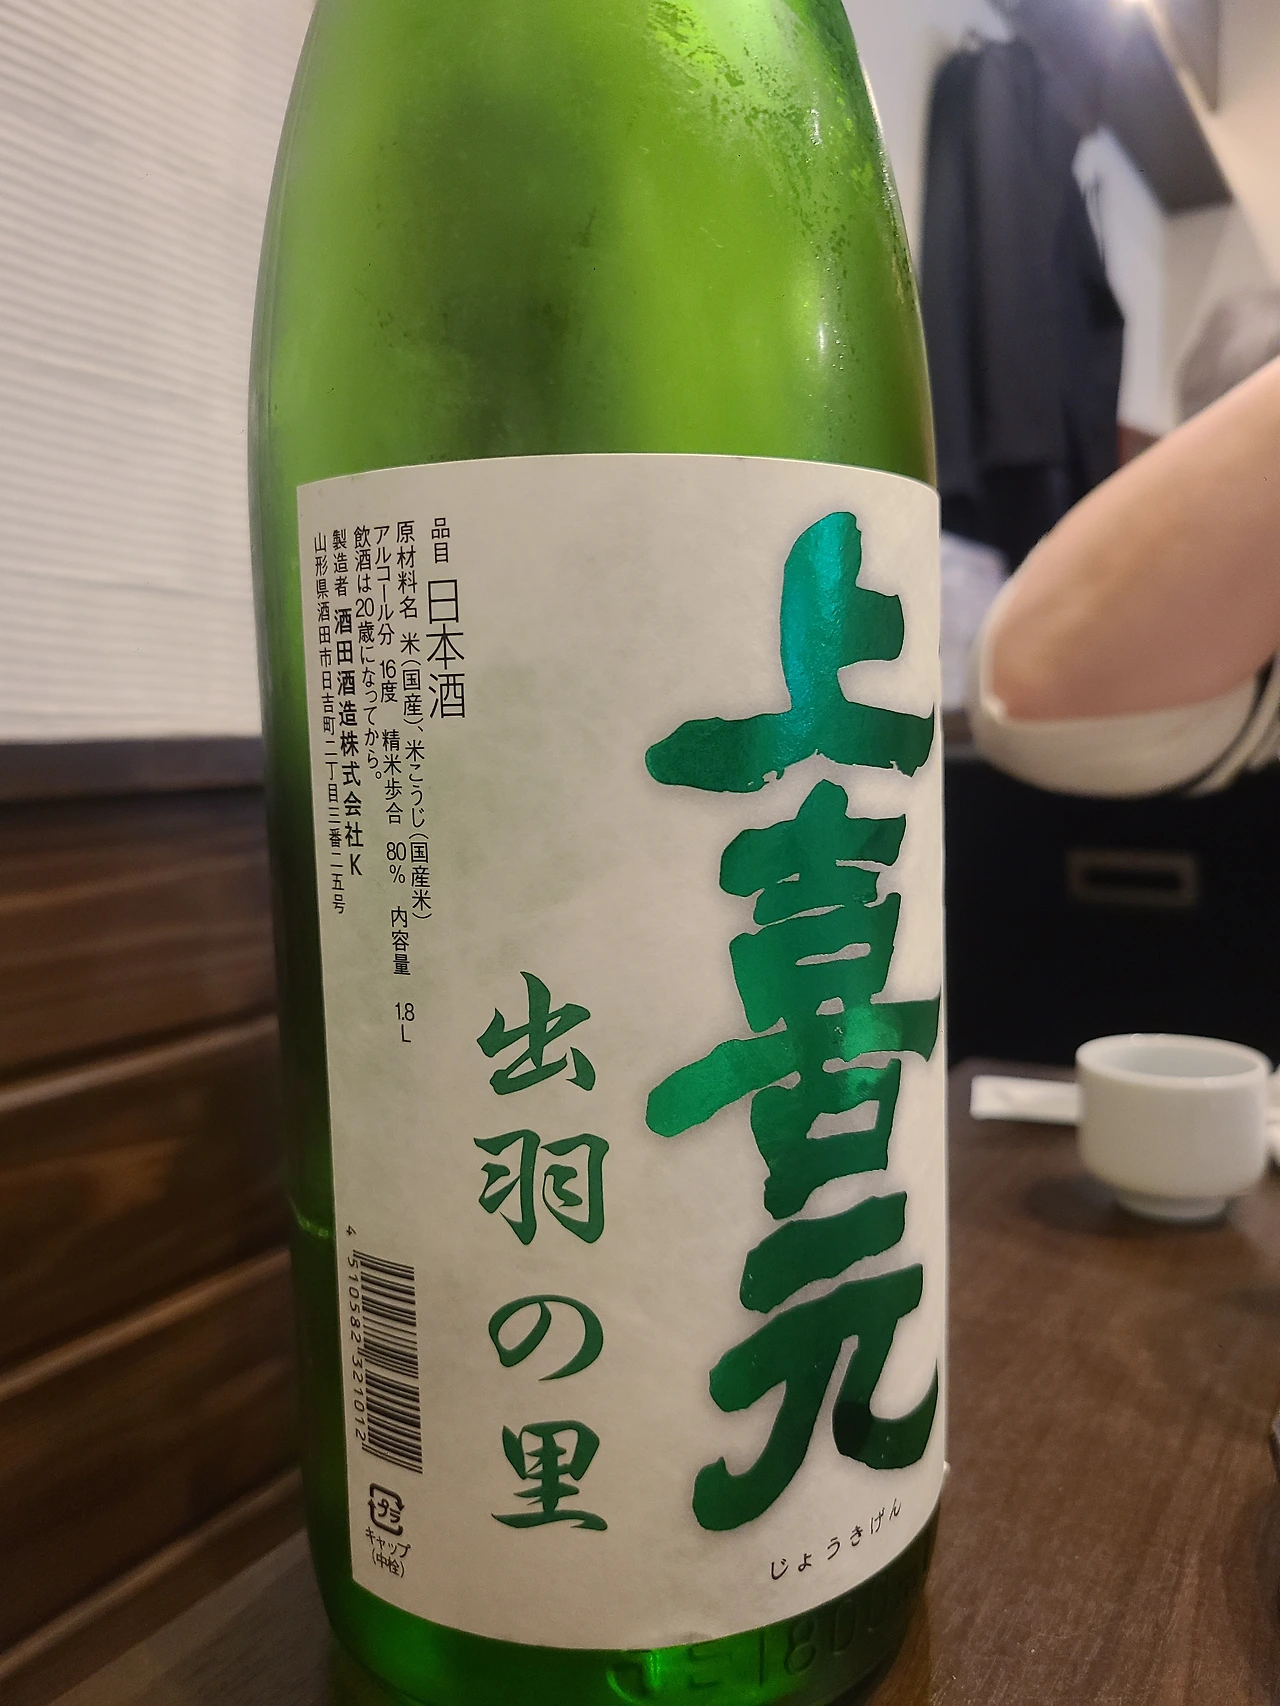 上喜元
じょうきげん
出羽の里
品目 日本酒
原材料名 米(国産)、米こうじ(国産米)
アルコール分 16度 精米歩合 80% 内容量 1.8L
飲酒は20歳になってから。
製造者 酒田酒造株式会社K
山形県酒田市日吉町二丁目三番二五号
4 510582 321012
プラ
キャップ
(中栓)